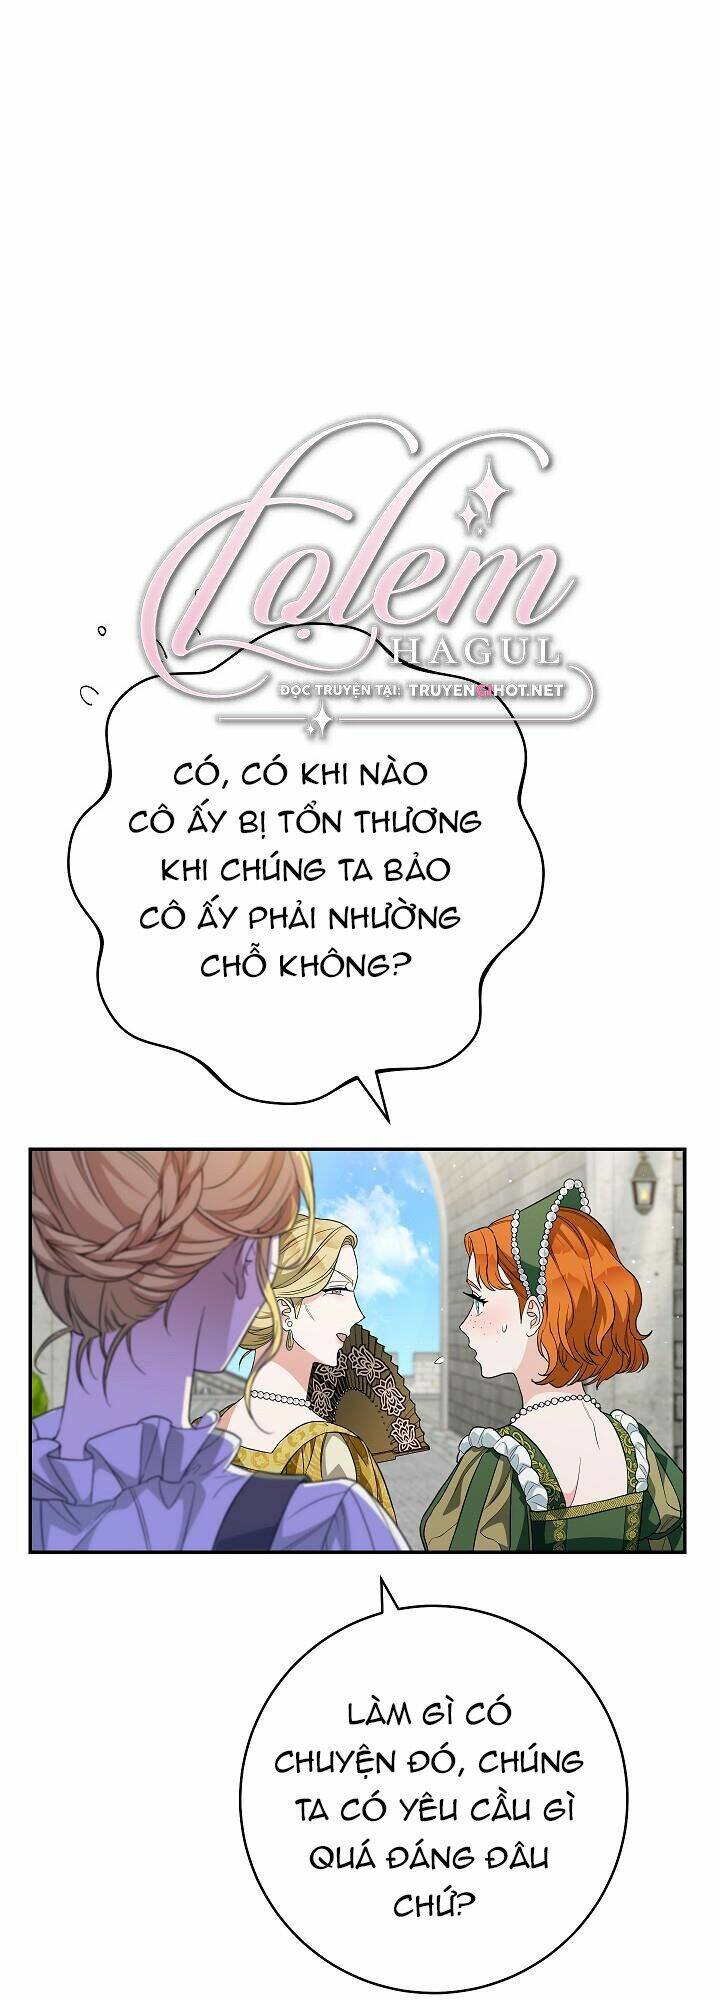 Lọlem
HAGUL
ĐỌC TRUYỆN TẠI: TRUYENGIHOT.NET
CÓ, CÓ KHI NÀO
CÔ ẤY BỊ TỔN THƯƠNG
KHI CHÚNG TA BẢO
CÔ ẤY PHẢI NHƯỜNG
CHỖ KHÔNG?
LÀM GÌ CÓ
CHUYỆN ĐÓ, CHÚNG
TA CÓ YÊU CẦU GÌ
QUÁ ĐÁNG ĐÂU
CHỨ?